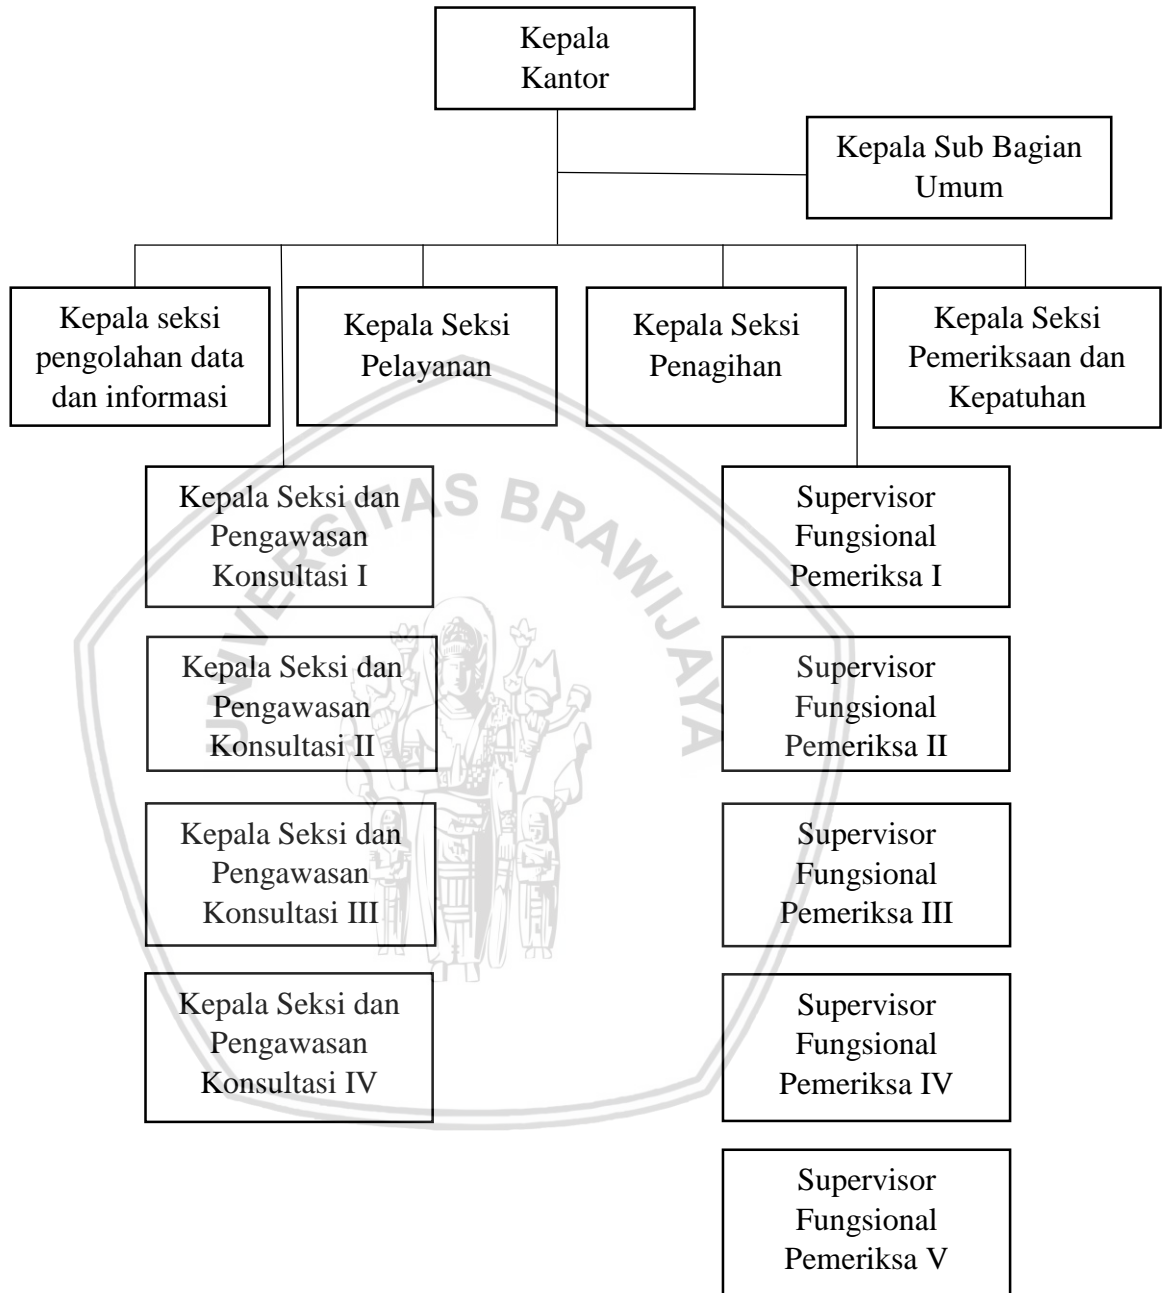 Kepala
Kantor
Kepala Sub Bagian
Umum
Kepala seksi
pengolahan data
dan informasi
Kepala Seksi
Pelayanan
Kepala Seksi
Penagihan
Kepala Seksi
Pemeriksaan dan
Kepatuhan
UNIVERSITAS BRAWIJAYA
Kepala Seksi dan
Pengawasan
Konsultasi I
Supervisor
Fungsional
Pemeriksa I
Kepala Seksi dan
Pengawasan
Konsultasi II
Supervisor
Fungsional
Pemeriksa II
Kepala Seksi dan
Pengawasan
Konsultasi III
Supervisor
Fungsional
Pemeriksa III
Kepala Seksi dan
Pengawasan
Konsultasi IV
Supervisor
Fungsional
Pemeriksa IV
Supervisor
Fungsional
Pemeriksa V